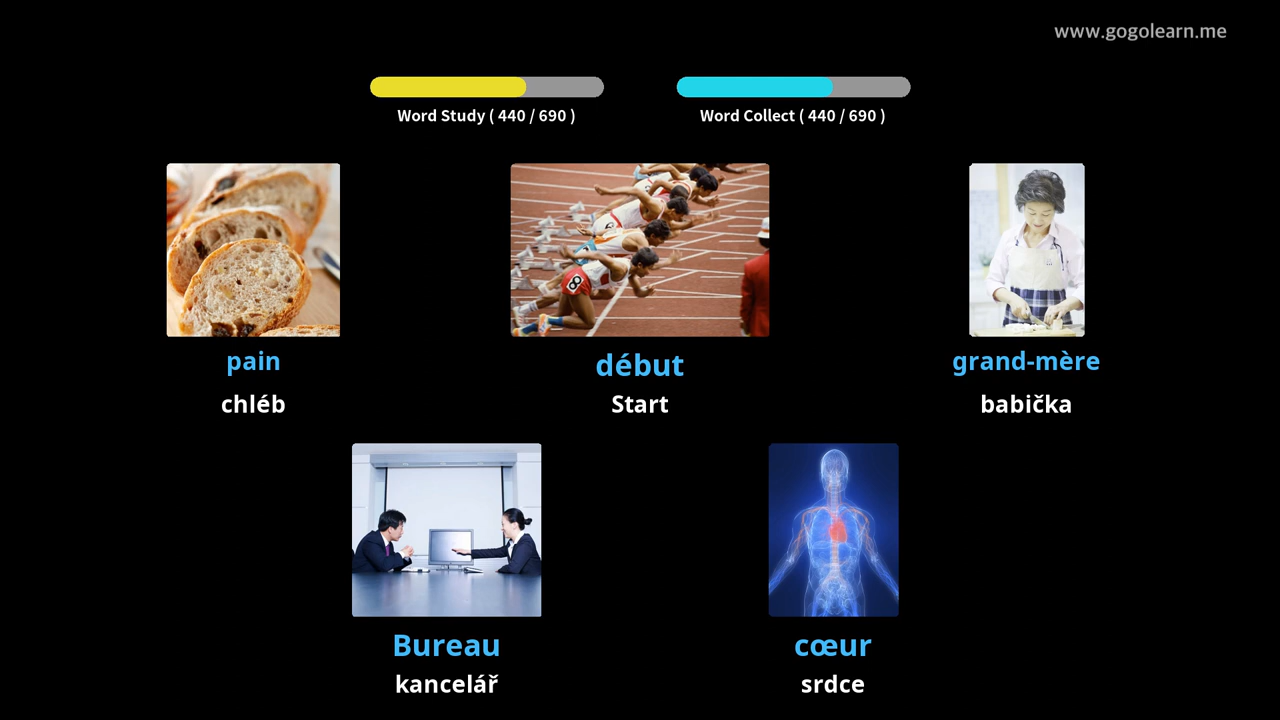 www.gogolearn.me
Word Study ( 440 / 690 )
Word Collect ( 440 / 690 )
pain
début
grand-mère
chléb
Start
babička
8
Bureau
cœur
kancelář
srdce